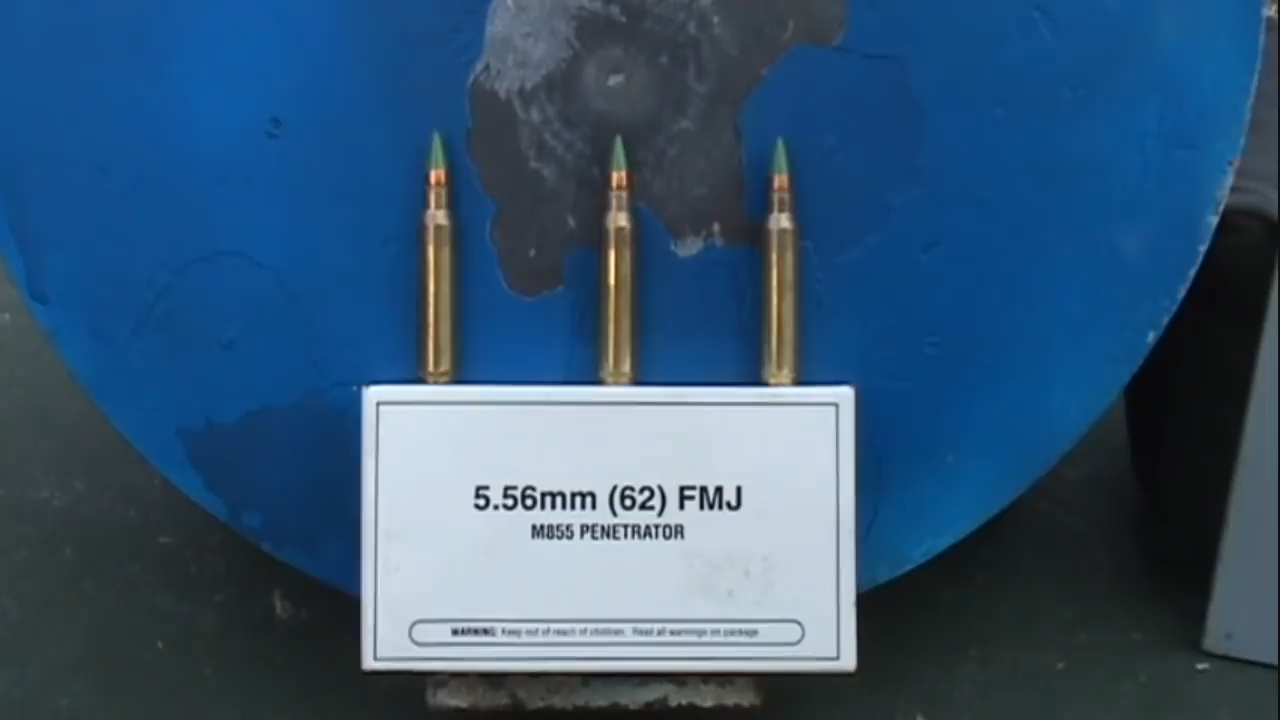 5.56mm (62) FMJ
M855 PENETRATOR
WARNING: Keep out of reach of children. Read all warnings on package.